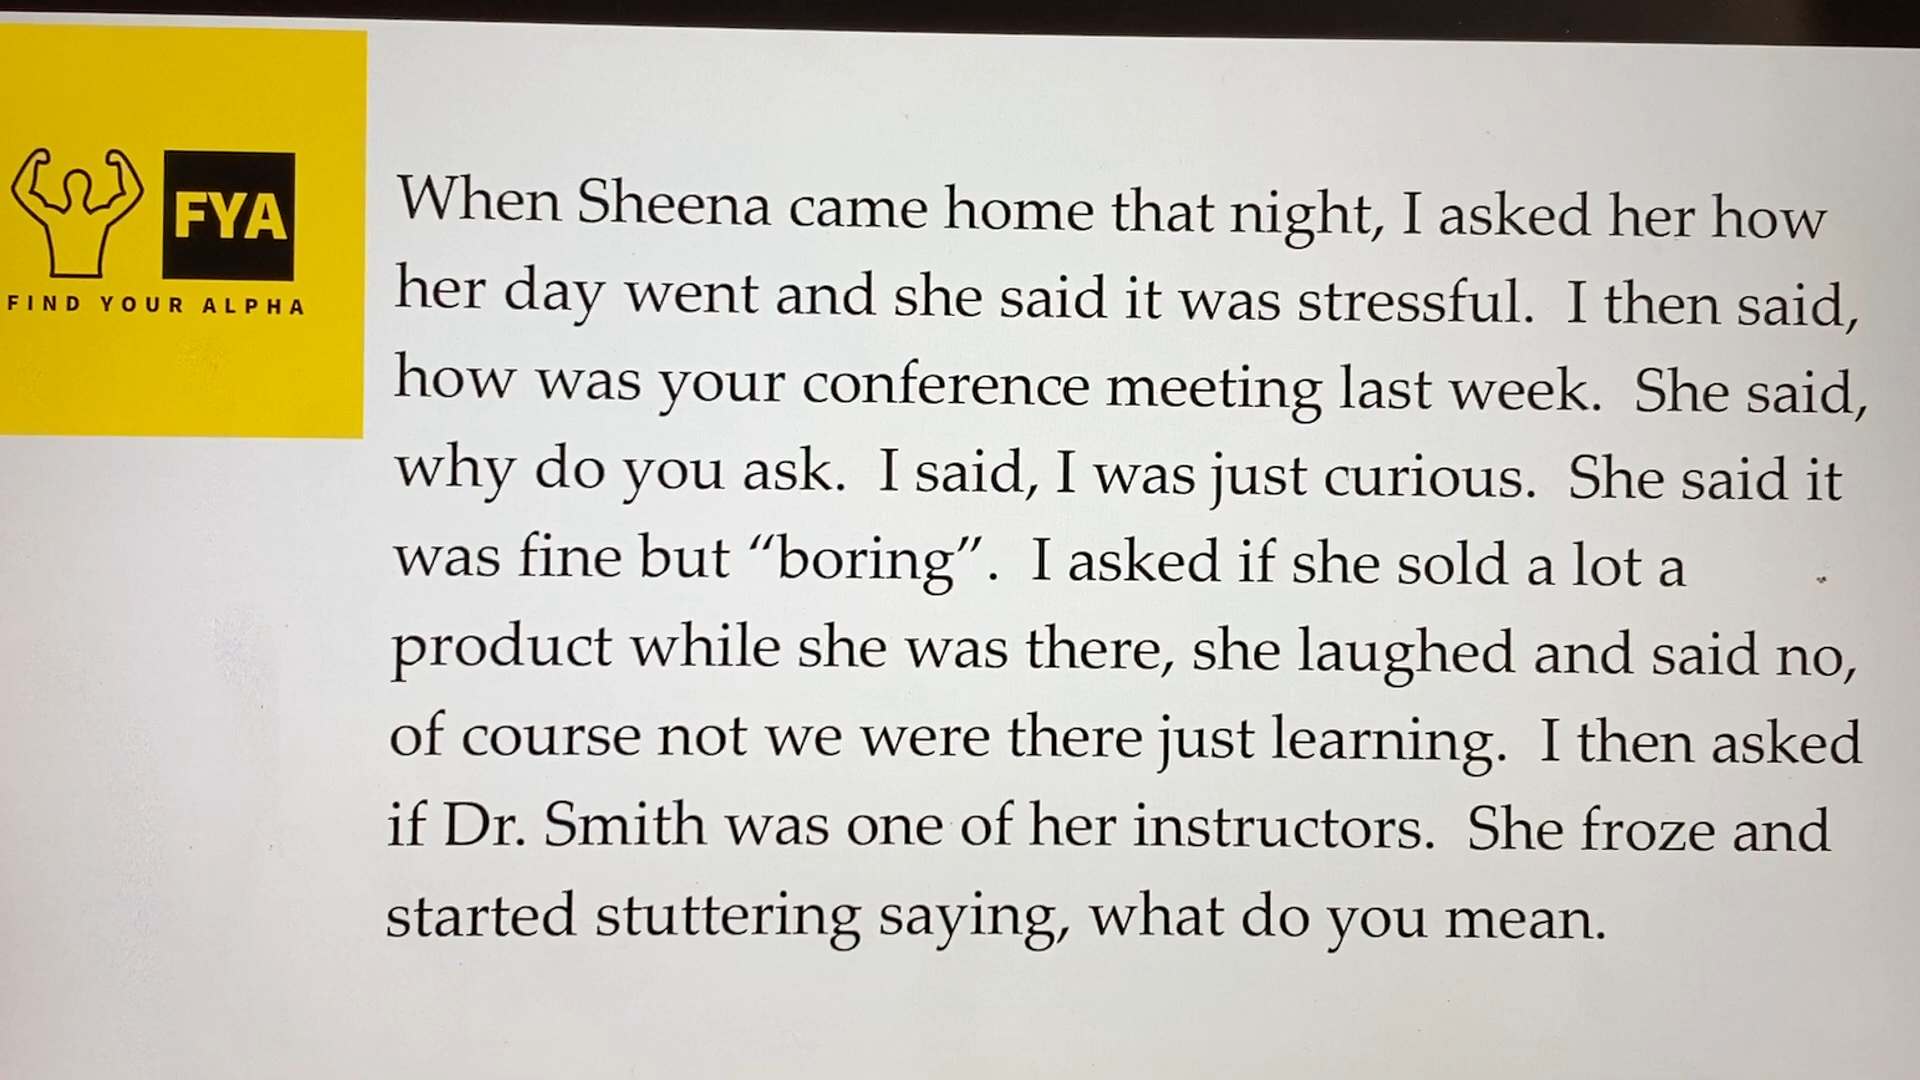 FYA
FIND YOUR ALPHA
When Sheena came home that night, I asked her how
her day went and she said it was stressful.  I then said,
how was your conference meeting last week.  She said,
why do you ask.  I said, I was just curious.  She said it
was fine but “boring”.  I asked if she sold a lot a
product while she was there, she laughed and said no,
of course not we were there just learning.  I then asked
if Dr. Smith was one of her instructors.  She froze and
started stuttering saying, what do you mean.